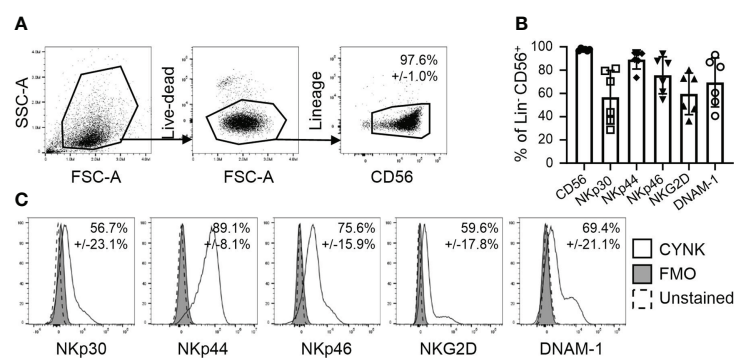 A
SSC-A
FSC-A
Live-dead
FSC-A
Lineage
97.6%
+/-1.0%
CD56
B
% of Lin- CD56+
100
80
60
40
20
0
CD56
NKp30
NKp44
NKp46
NKG2D
DNAM-1
C
56.7%
+/-23.1%
NKp30
89.1%
+/-8.1%
NKp44
75.6%
+/-15.9%
NKp46
59.6%
+/-17.8%
NKG2D
69.4%
+/-21.1%
DNAM-1
CYNK
FMO
Unstained